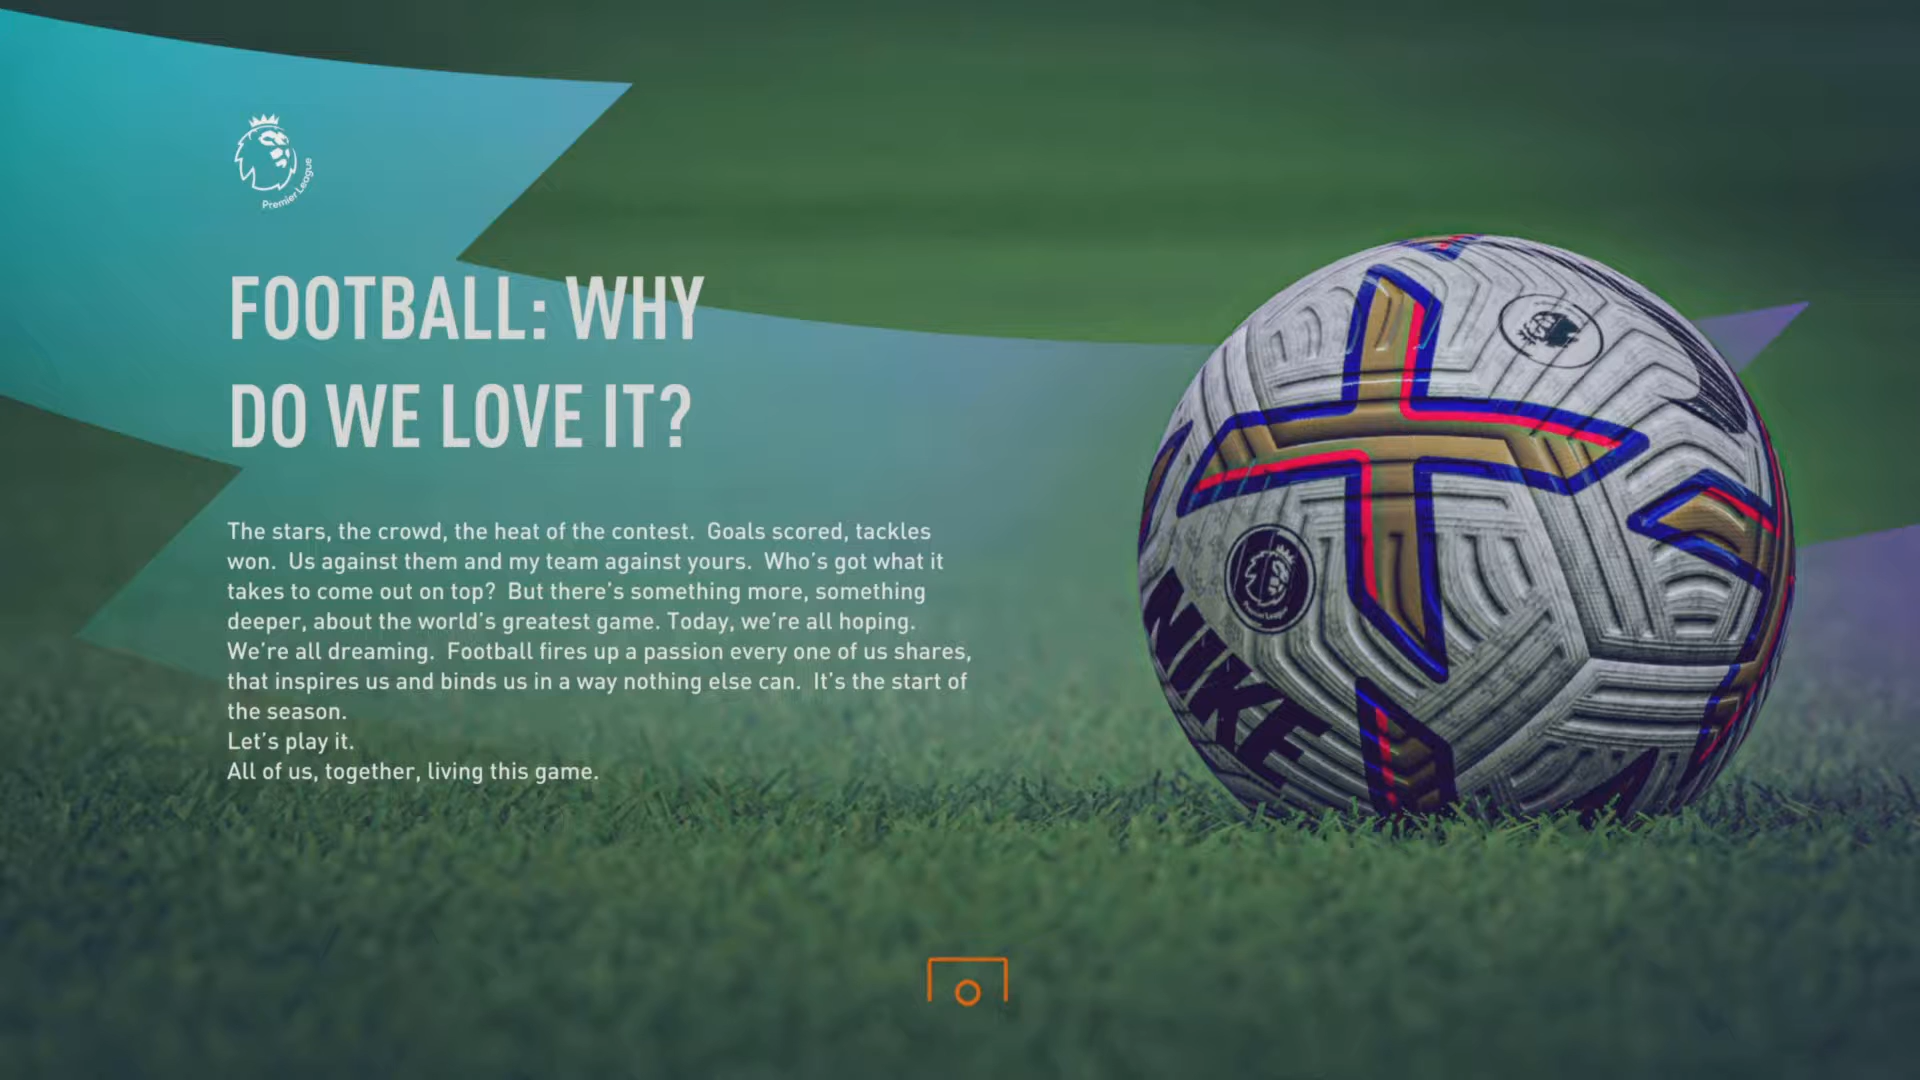 Premier League
FOOTBALL: WHY
DO WE LOVE IT?
The stars, the crowd, the heat of the contest.  Goals scored, tackles
won.  Us against them and my team against yours.  Who's got what it
takes to come out on top?  But there's something more, something
deeper, about the world's greatest game. Today, we're all hoping.
We're all dreaming.  Football fires up a passion every one of us shares,
that inspires us and binds us in a way nothing else can.  It's the start of
the season.
Let's play it.
All of us, together, living this game.
Premier League
NIKE